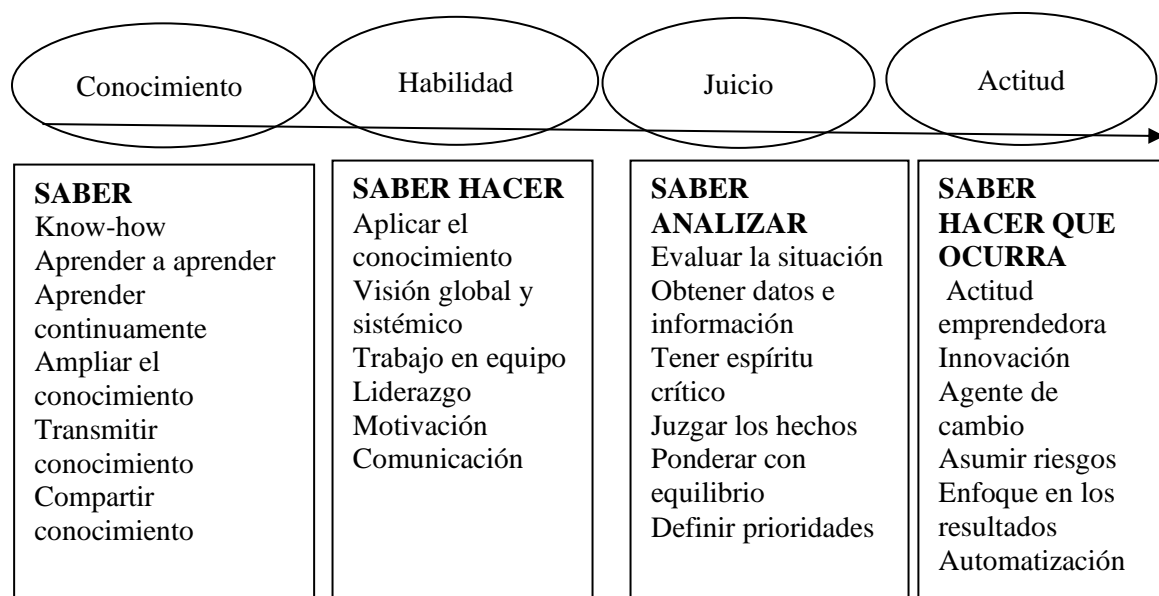 Conocimiento
Habilidad
Juicio
Actitud
SABER
Know-how
Aprender a aprender
Aprender
continuamente
Ampliar el
conocimiento
Transmitir
conocimiento
Compartir
conocimiento
SABER HACER
Aplicar el
conocimiento
Visión global y
sistémico
Trabajo en equipo
Liderazgo
Motivación
Comunicación
SABER
ANALIZAR
Evaluar la situación
Obtener datos e
información
Tener espíritu
crítico
Juzgar los hechos
Ponderar con
equilibrio
Definir prioridades
SABER
HACER QUE
OCURRA
Actitud
emprendedora
Innovación
Agente de
cambio
Asumir riesgos
Enfoque en los
resultados
Automatización